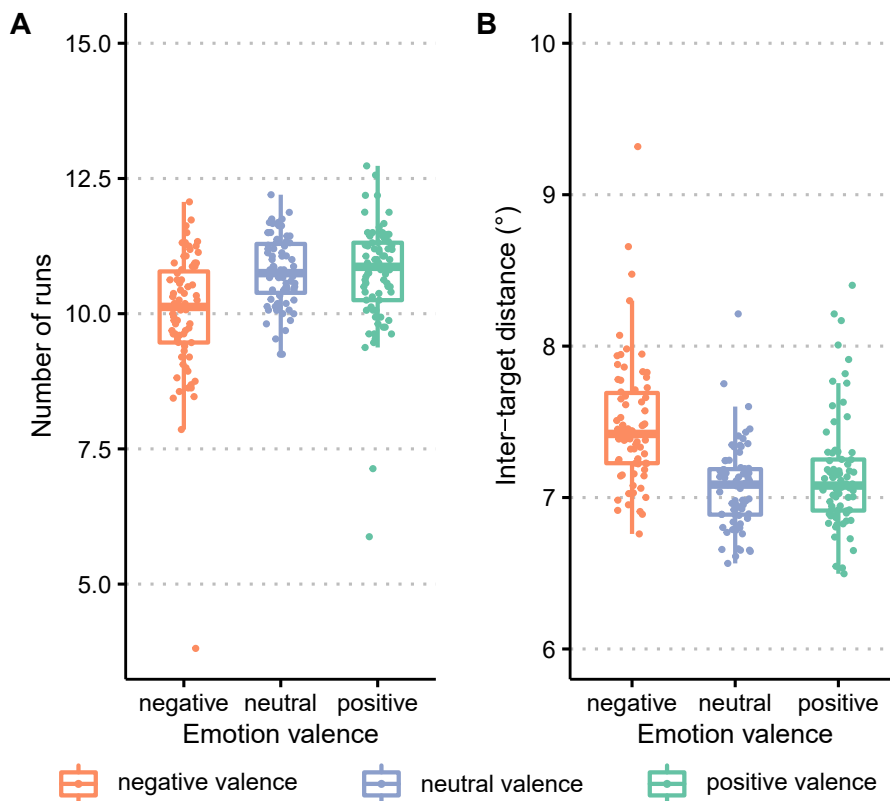 A
Number of runs
15.0
12.5
10.0
7.5
5.0
negative neutral positive
Emotion valence
B
Inter−target distance (°)
10
9
8
7
6
negative neutral positive
Emotion valence
negative valence neutral valence positive valence